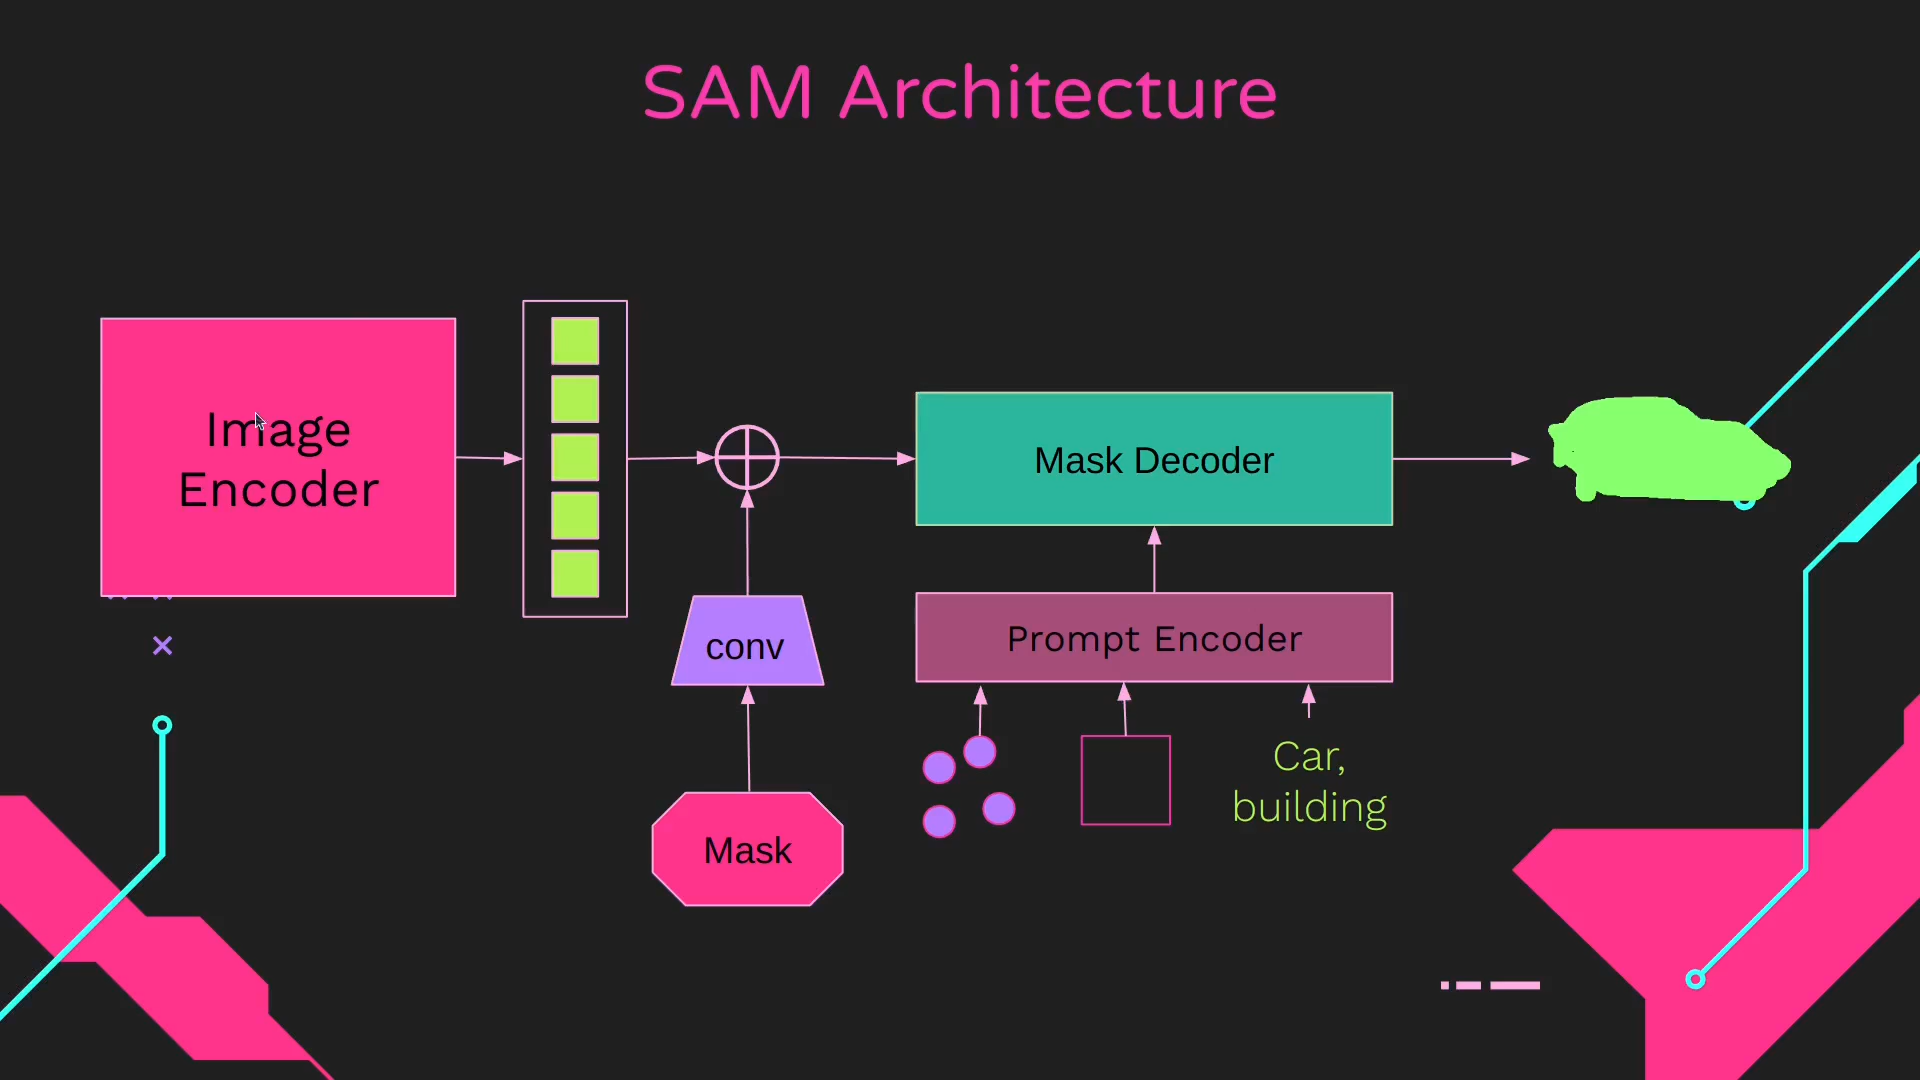 SAM Architecture
Image
Encoder
Mask Decoder
conv
Prompt Encoder
Car,
building
Mask